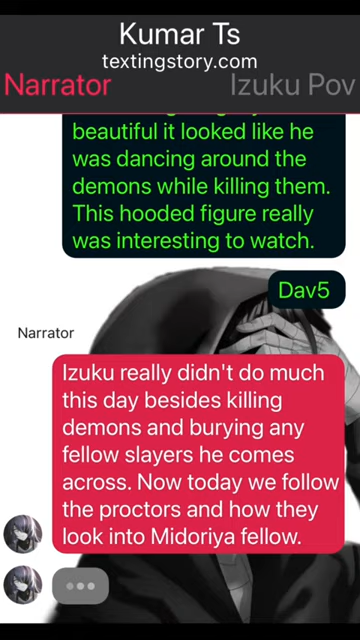 Kumar Ts
textingstory.com
Narrator
Izuku Pov
beautiful it looked like he
was dancing around the
demons while killing them.
This hooded figure really
was interesting to watch.
Dav5
Narrator
Izuku really didn't do much
this day besides killing
demons and burying any
fellow slayers he comes
across. Now today we follow
the proctors and how they
look into Midoriya fellow.